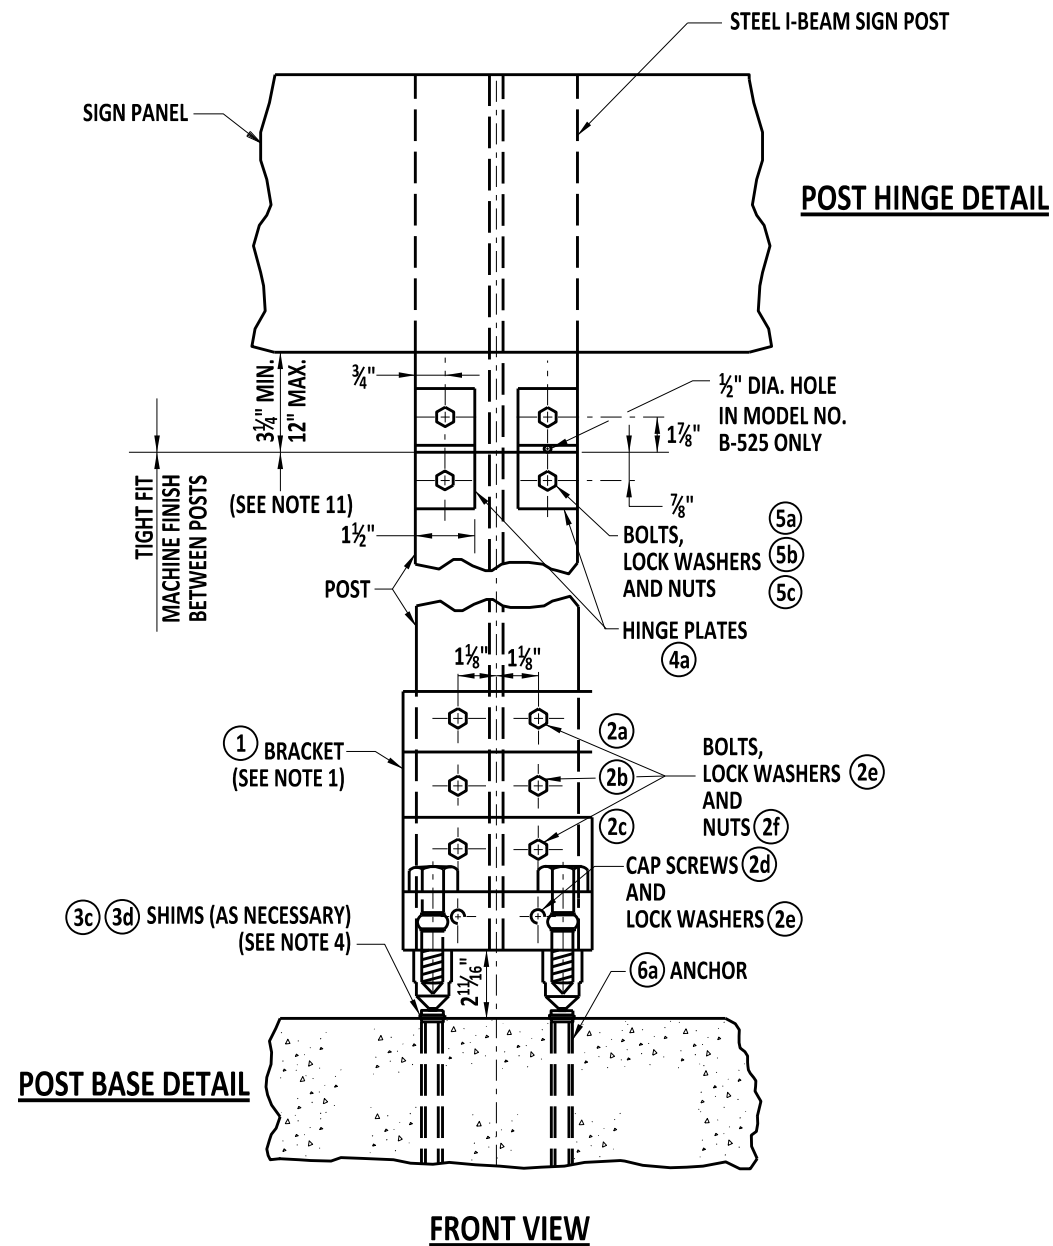 STEEL I-BEAM SIGN POST
SIGN PANEL
POST HINGE DETAIL
3¼" MIN.
12" MAX.
¾"
½" DIA. HOLE
IN MODEL NO.
B-525 ONLY
1⅞"
⅞"
TIGHT FIT
MACHINE FINISH
BETWEEN POSTS
(SEE NOTE 11)
1½"
BOLTS,
LOCK WASHERS
AND NUTS
5a
5b
5c
POST
HINGE PLATES
4a
1⅛"
1⅛"
1 BRACKET
(SEE NOTE 1)
2a
2b
2c
BOLTS,
LOCK WASHERS 2e
AND
NUTS 2f
CAP SCREWS 2d
AND
LOCK WASHERS 2e
3c 3d SHIMS (AS NECESSARY)
(SEE NOTE 4)
2 11/16"
6a ANCHOR
POST BASE DETAIL
FRONT VIEW